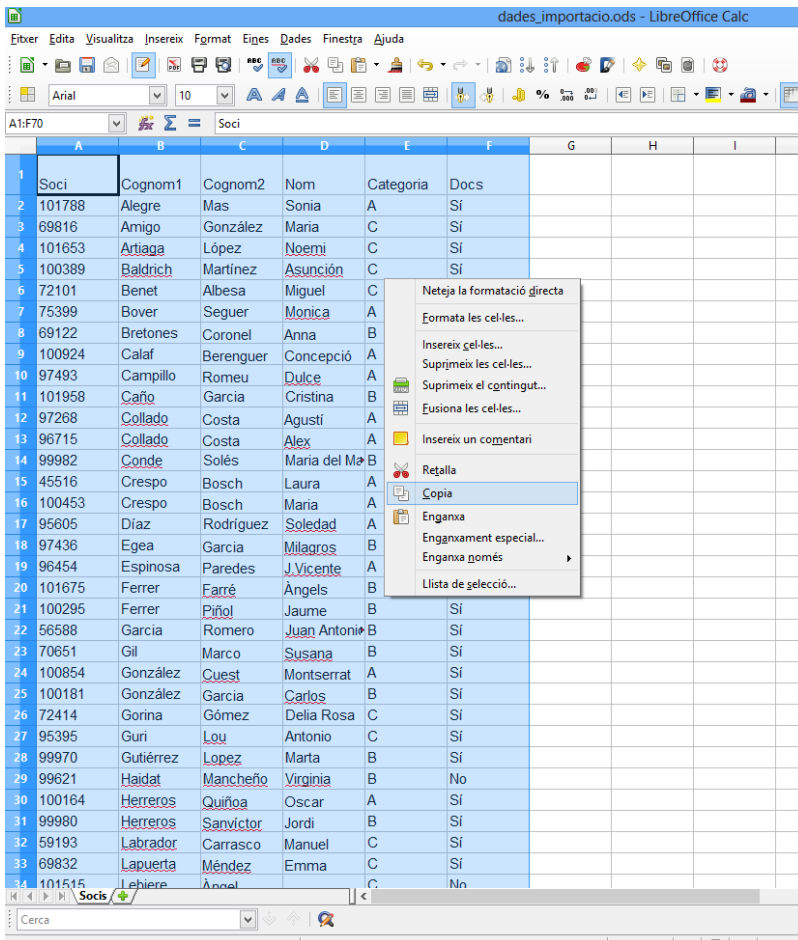 dades_importacio.ods - LibreOffice Calc
Fitxer Edita Visualitza Insereix Format Eines Dades Finestra Ajuda
Arial 10
A1:F70 Soci
A B C D E F G H I
1 Soci Cognom1 Cognom2 Nom Categoria Docs
2 101788 Alegre Mas Sonia A Sí
3 69816 Amigo González Maria C Sí
4 101653 Artiaga López Noemi C Sí
5 100389 Baldrich Martínez Asunción C Sí
6 72101 Benet Albesa Miguel C
7 75399 Bover Seguer Monica A
8 69122 Bretones Coronel Anna B
9 100924 Calaf Berenguer Concepció A
10 97493 Campillo Romeu Dulce A
11 101958 Caño Garcia Cristina B
12 97268 Collado Costa Agustí A
13 96715 Collado Costa Alex A
14 99982 Conde Solés Maria del Ma B
15 45516 Crespo Bosch Laura A
16 100453 Crespo Bosch Maria A
17 95605 Díaz Rodríguez Soledad A
18 97436 Egea Garcia Milagros B
19 96454 Espinosa Paredes J.Vicente A
20 101675 Ferrer Farré Àngels B
21 100295 Ferrer Piñol Jaume B Sí
22 56588 Garcia Romero Juan Antoni B Sí
23 70651 Gil Marco Susana B Sí
24 100854 González Cuest Montserrat A Sí
25 100181 González Garcia Carlos B Sí
26 72414 Gorina Gómez Delia Rosa C Sí
27 95395 Guri Lou Antonio C Sí
28 99970 Gutiérrez Lopez Marta B Sí
29 99621 Haidat Mancheño Virginia B No
30 100164 Herreros Quiñoa Oscar A Sí
31 99980 Herreros Sanvíctor Jordi B Sí
32 59193 Labrador Carrasco Manuel C Sí
33 69832 Lapuerta Méndez Emma C Sí
34 101515 Lebiere Àngel C No
Neteja la formatació directa
Formata les cel·les...
Insereix cel·les...
Suprimeix les cel·les...
Suprimeix el contingut...
Fusiona les cel·les...
Insereix un comentari
Retalla
Copia
Enganxa
Enganxament especial...
Enganxa només
Llista de selecció...
Socis
Cerca